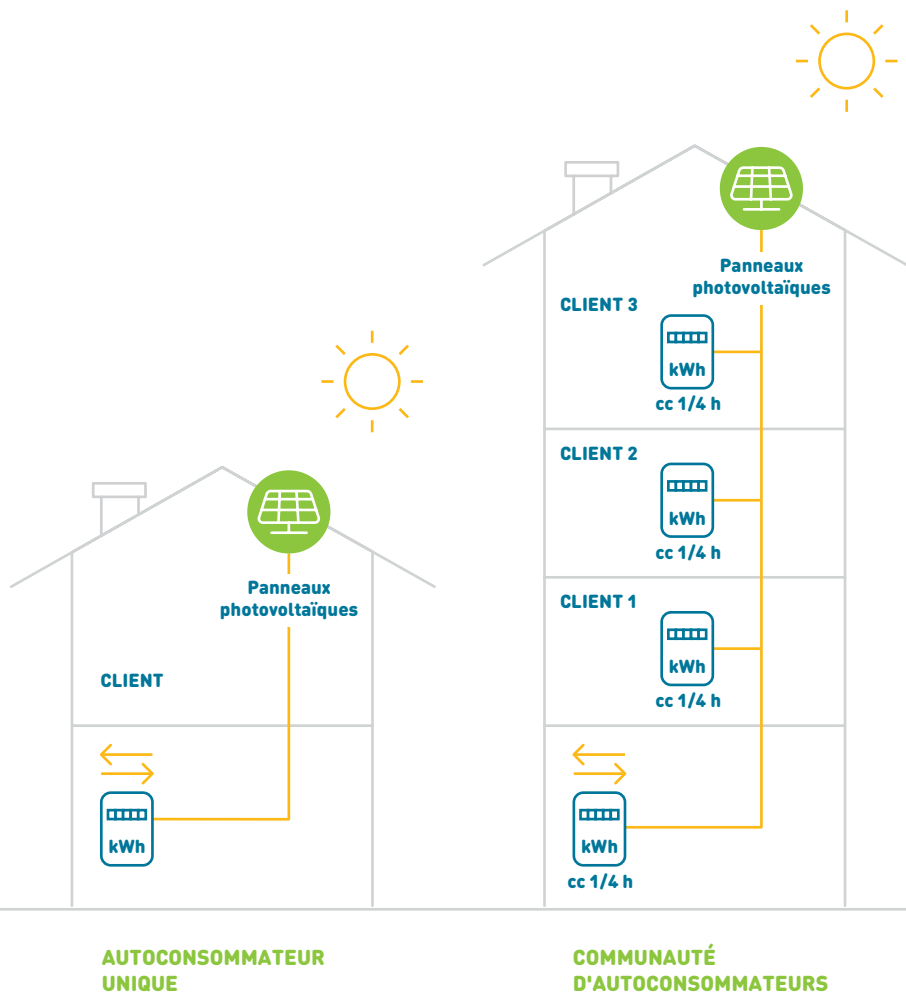 Panneaux
photovoltaïques
CLIENT
kWh
AUTOCONSOMMATEUR
UNIQUE
Panneaux
photovoltaïques
CLIENT 3
kWh
cc 1/4 h
CLIENT 2
kWh
cc 1/4 h
CLIENT 1
kWh
cc 1/4 h
kWh
cc 1/4 h
COMMUNAUTÉ
D'AUTOCONSOMMATEURS